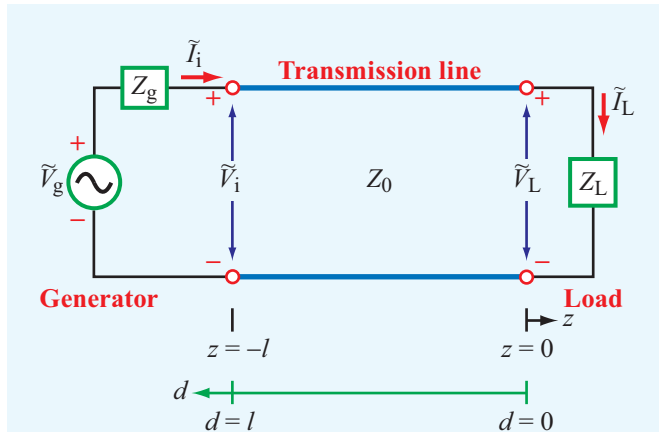 Ĩi
Zg
Transmission line
+ +
ĨL
+
Ṽg
Ṽi
Z0
ṼL
ZL
−
− −
Generator Load
z
z = –l z = 0
d
d = l d = 0